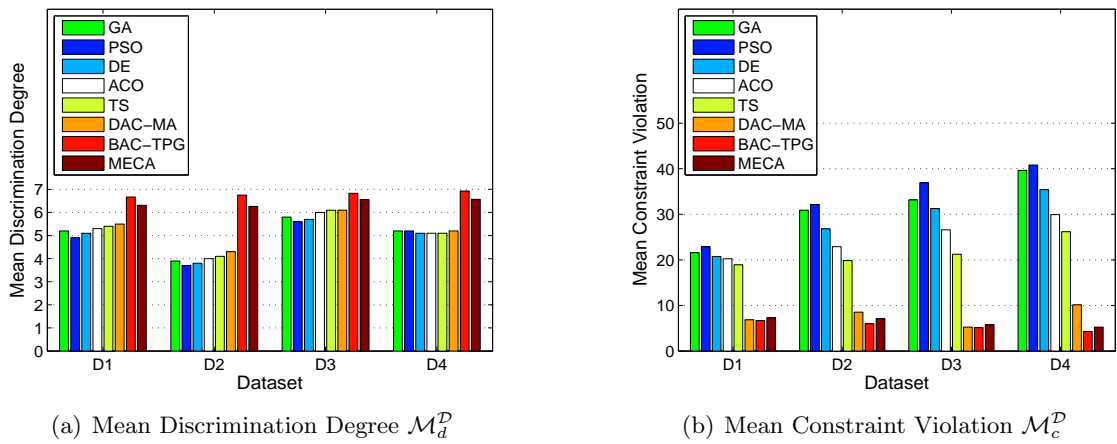 GA
PSO
DE
ACO
TS
DAC−MA
BAC−TPG
MECA
Mean Discrimination Degree
7
6
5
4
3
2
1
0
D1 D2 D3 D4
Dataset
(a) Mean Discrimination Degree $\mathcal{M}_d^{\mathcal{D}}$
GA
PSO
DE
ACO
TS
DAC−MA
BAC−TPG
MECA
Mean Constraint Violation
50
40
30
20
10
0
D1 D2 D3 D4
Dataset
(b) Mean Constraint Violation $\mathcal{M}_c^{\mathcal{D}}$